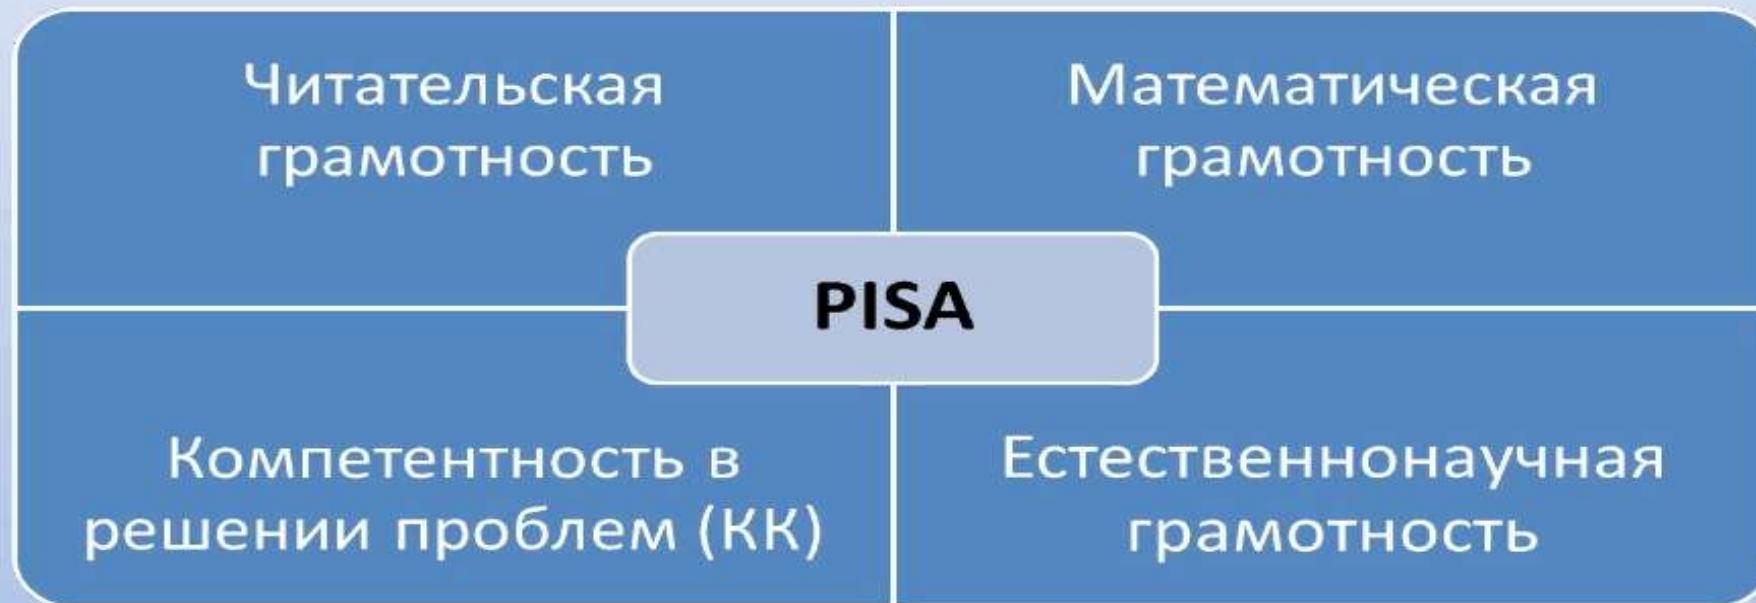 Читательская
грамотность
Математическая
грамотность
PISA
Компетентность в
решении проблем (КК)
Естественнонаучная
грамотность